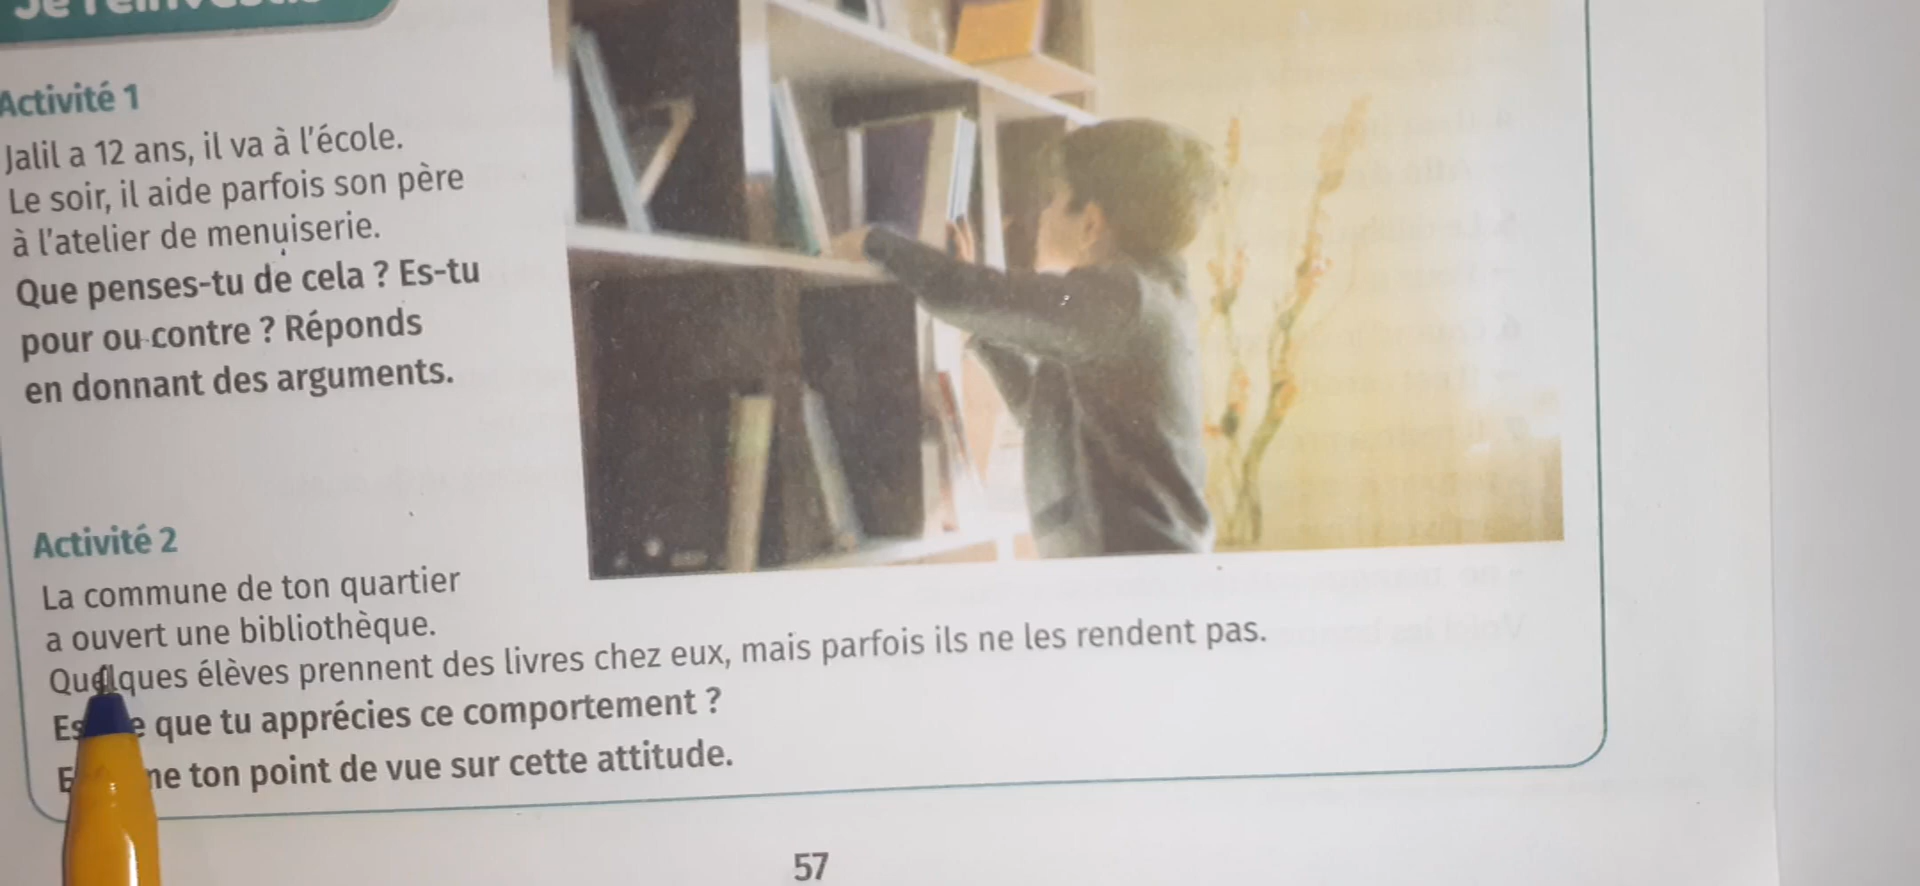 Activité 1
Jalil a 12 ans, il va à l'école.
Le soir, il aide parfois son père
à l'atelier de menuiserie.
Que penses-tu de cela ? Es-tu
pour ou contre ? Réponds
en donnant des arguments.
Activité 2
La commune de ton quartier
a ouvert une bibliothèque.
Quelques élèves prennent des livres chez eux, mais parfois ils ne les rendent pas.
que tu apprécies ce comportement ?
ton point de vue sur cette attitude.
57